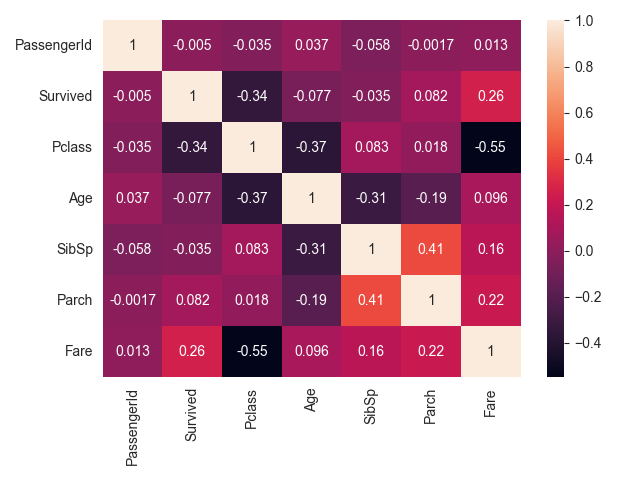 PassengerId 1 -0.005 -0.035 0.037 -0.058 -0.0017 0.013
Survived -0.005 1 -0.34 -0.077 -0.035 0.082 0.26
Pclass -0.035 -0.34 1 -0.37 0.083 0.018 -0.55
Age 0.037 -0.077 -0.37 1 -0.31 -0.19 0.096
SibSp -0.058 -0.035 0.083 -0.31 1 0.41 0.16
Parch -0.0017 0.082 0.018 -0.19 0.41 1 0.22
Fare 0.013 0.26 -0.55 0.096 0.16 0.22 1
PassengerId Survived Pclass Age SibSp Parch Fare
1.0
0.8
0.6
0.4
0.2
0.0
−0.2
−0.4